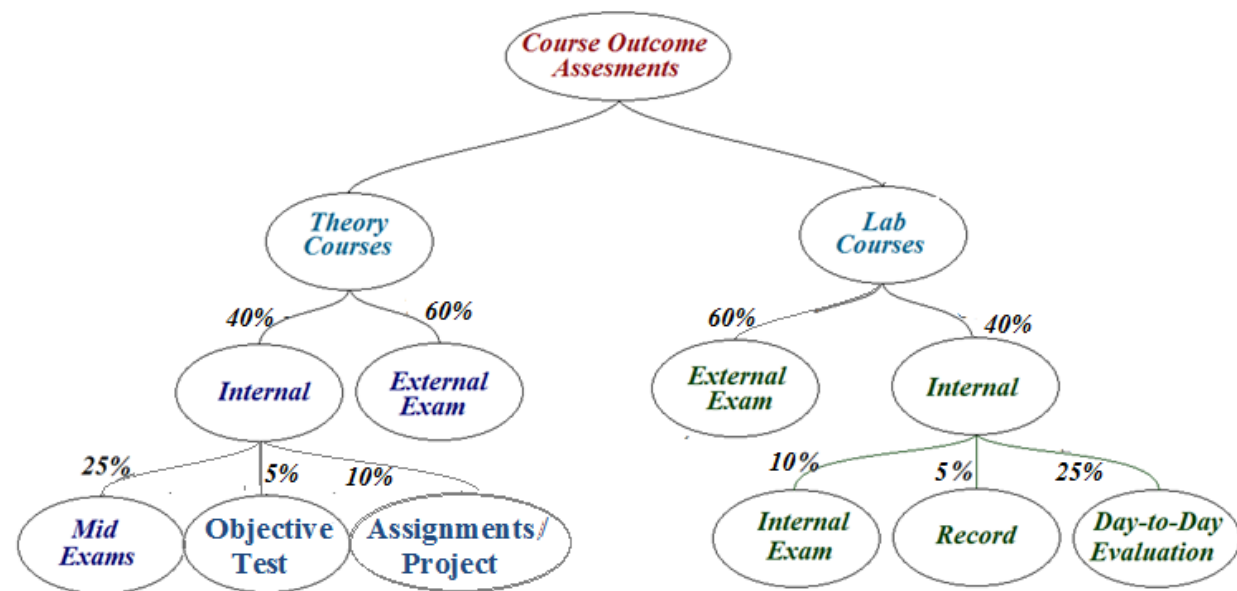 Course Outcome
Assesments
Theory
Courses
Lab
Courses
40%
60%
60%
40%
Internal
External
Exam
External
Exam
Internal
25%
5%
10%
10%
5%
25%
Mid
Exams
Objective
Test
Assignments/
Project
Internal
Exam
Record
Day-to-Day
Evaluation